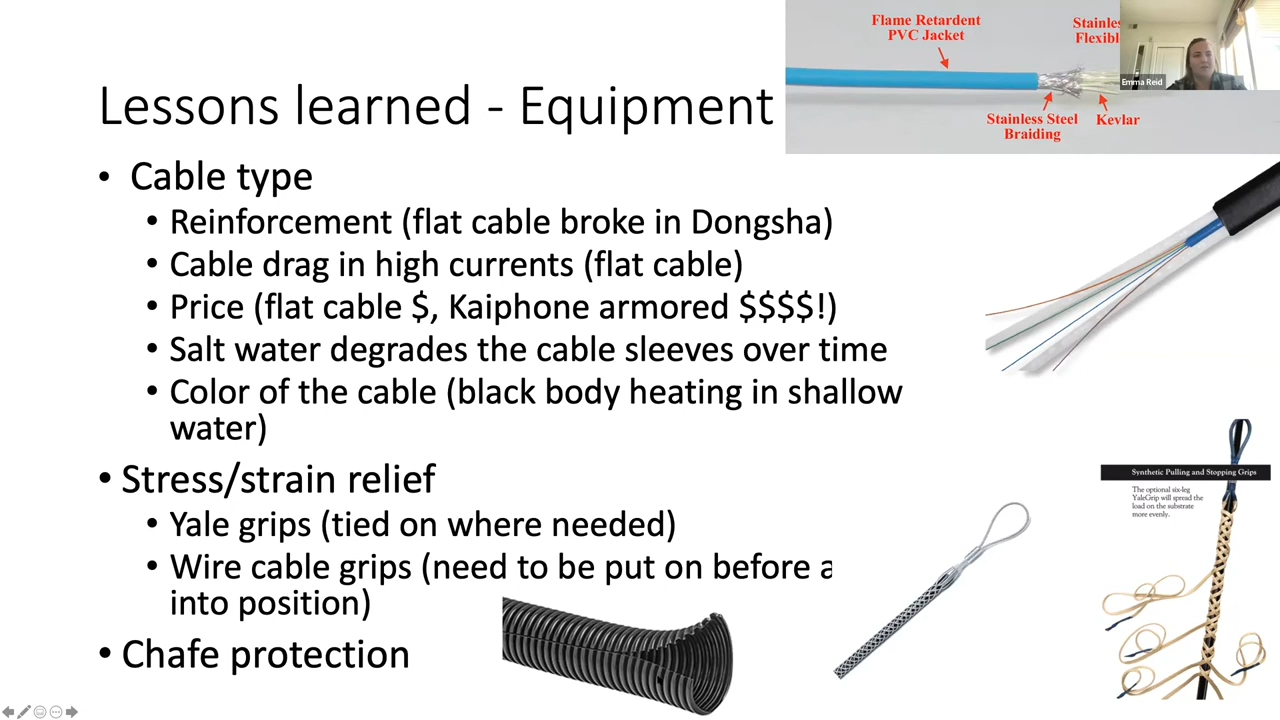 Flame Retardent
PVC Jacket
Stainless Steel
Braiding
Kevlar
Emma Reid
Lessons learned - Equipment
• Cable type
• Reinforcement (flat cable broke in Dongsha)
• Cable drag in high currents (flat cable)
• Price (flat cable $, Kaiphone armored $$$$!)
• Salt water degrades the cable sleeves over time
• Color of the cable (black body heating in shallow
water)
• Stress/strain relief
• Yale grips (tied on where needed)
• Wire cable grips (need to be put on before
into position)
• Chafe protection
Synthetic Pulling and Stopping Grips
The optional six-leg
YaleGrip will spread the
load on the substrate
more evenly.